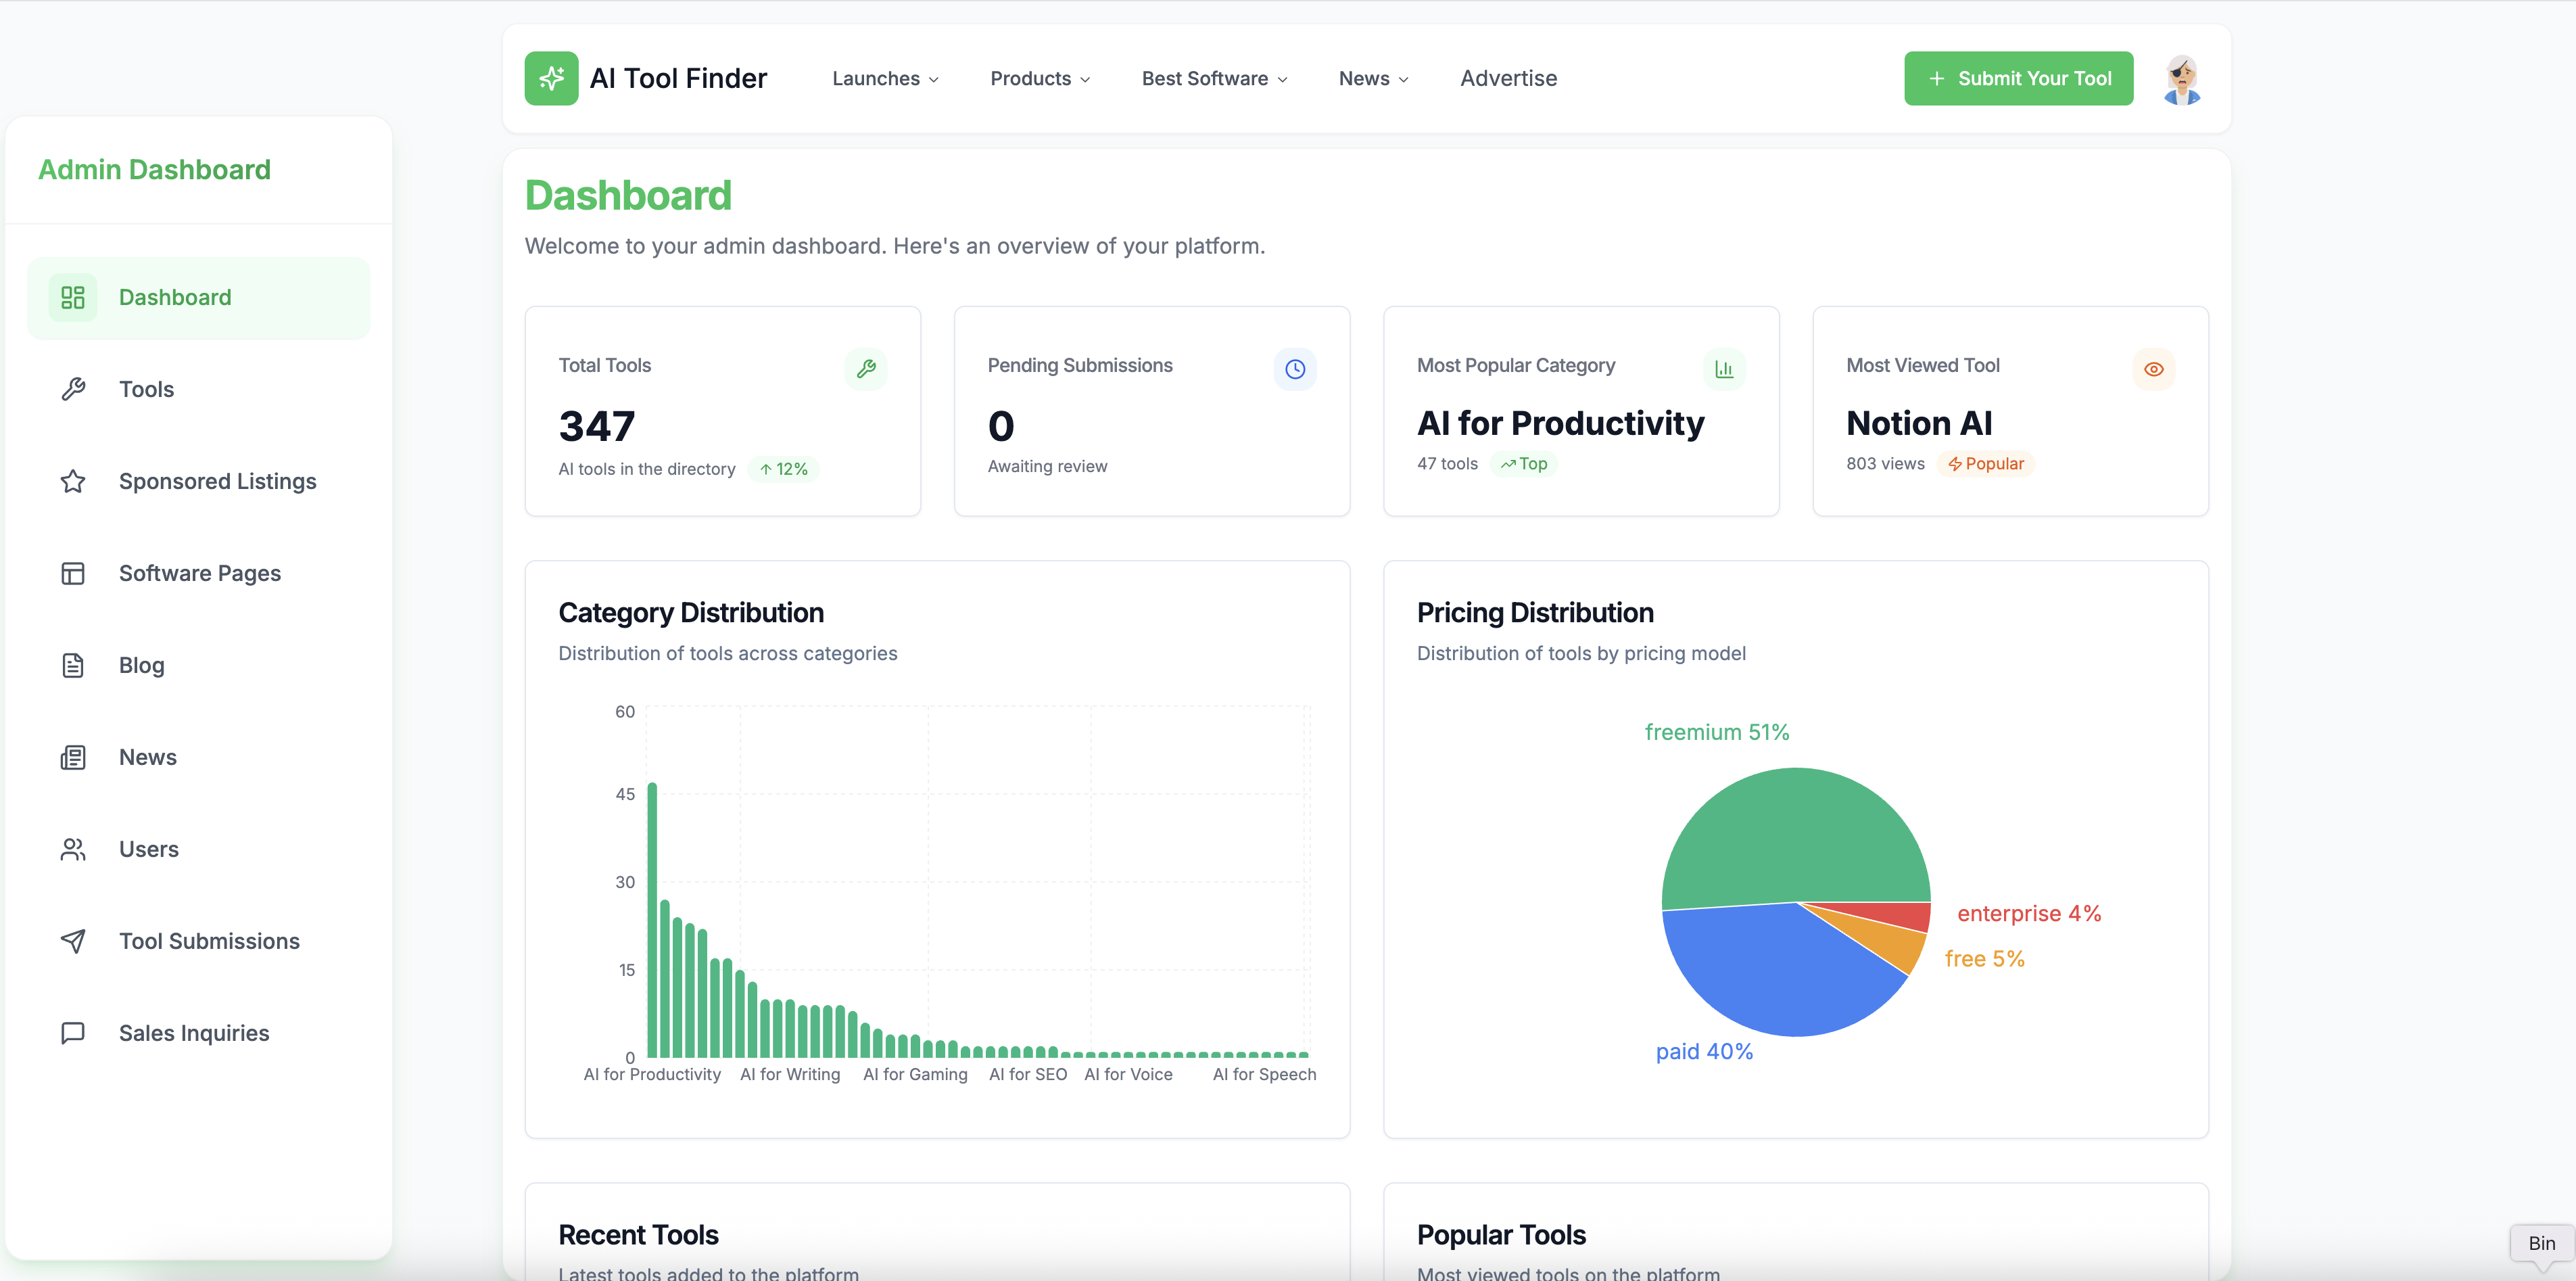 AI Tool Finder
Launches
Products
Best Software
News
Advertise
Submit Your Tool
Admin Dashboard
Dashboard
Tools
Sponsored Listings
Software Pages
Blog
News
Users
Tool Submissions
Sales Inquiries
Dashboard
Welcome to your admin dashboard. Here's an overview of your platform.
Total Tools
347
AI tools in the directory
12%
Pending Submissions
0
Awaiting review
Most Popular Category
AI for Productivity
47 tools
Top
Most Viewed Tool
Notion AI
803 views
Popular
Category Distribution
Distribution of tools across categories
60
45
30
15
0
AI for Productivity
AI for Writing
AI for Gaming
AI for SEO
AI for Voice
AI for Speech
Pricing Distribution
Distribution of tools by pricing model
freemium 51%
enterprise 4%
free 5%
paid 40%
Recent Tools
Latest tools added to the platform
Popular Tools
Most viewed tools on the platform
Bin